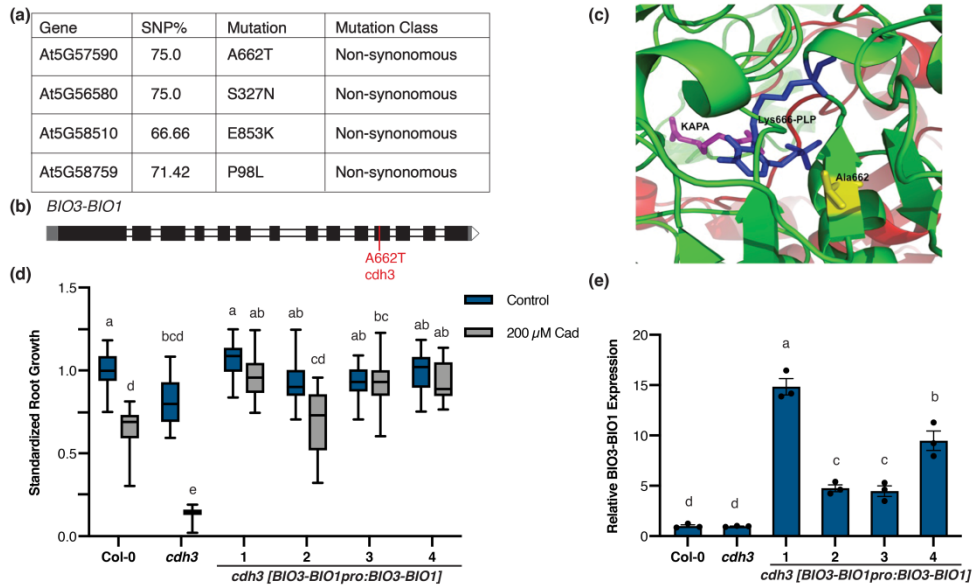 (a)
Gene SNP% Mutation Mutation Class
At5G57590 75.0 A662T Non-synonomous
At5G56580 75.0 S327N Non-synonomous
At5G58510 66.66 E853K Non-synonomous
At5G58759 71.42 P98L Non-synonomous
(b) BIO3-BIO1
A662T
cdh3
(c)
KAPA
Lys666-PLP
Ala662
(d)
Standardized Root Growth
1.5
1.0
0.5
0.0
a
d
bcd
e
a
ab
ab
cd
ab
bc
ab
ab
Control
200 µM Cad
Col-0 cdh3 1 2 3 4
cdh3 [BIO3-BIO1pro:BIO3-BIO1]
(e)
Relative BIO3-BIO1 Expression
20
15
10
5
0
d
d
a
c
c
b
Col-0 cdh3 1 2 3 4
cdh3 [BIO3-BIO1pro:BIO3-BIO1]